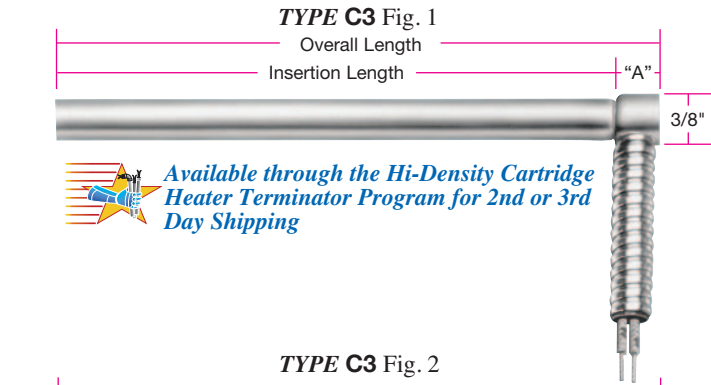 TYPE C3 Fig. 1
Overall Length
Insertion Length
“A”
3/8"
Available through the Hi-Density Cartridge
Heater Terminator Program for 2nd or 3rd
Day Shipping
TYPE C3 Fig. 2